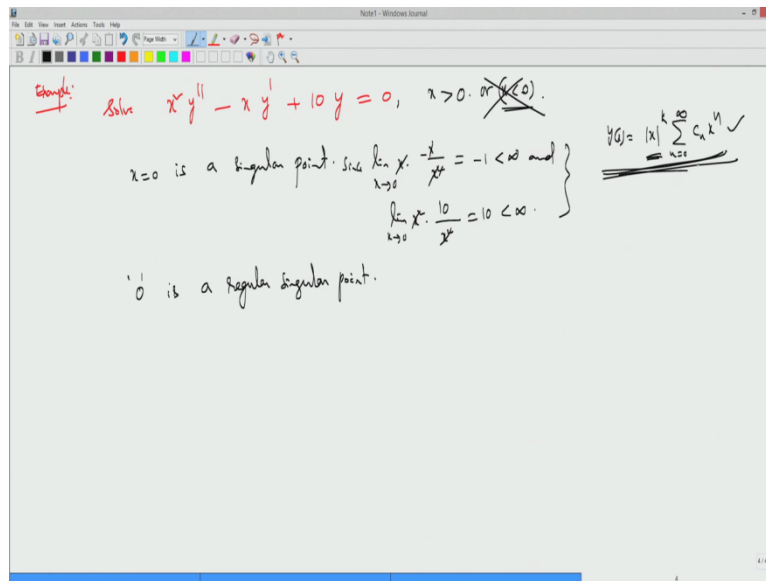 Note1 - Windows Journal
File Edit View Insert Actions Tools Help
Page Width
B I
Example: Solve x² y'' - x y' + 10 y = 0, x > 0. or (x < 0).
y(x) = |x|^k ∑_{n=0}^{∞} c_n x^n ✓
x=0 is a singular point. Since lim_{x→0} x · -x/x² = -1 < ∞ and
lim_{x→0} x² · 10/x² = 10 < ∞.
'0' is a regular singular point.